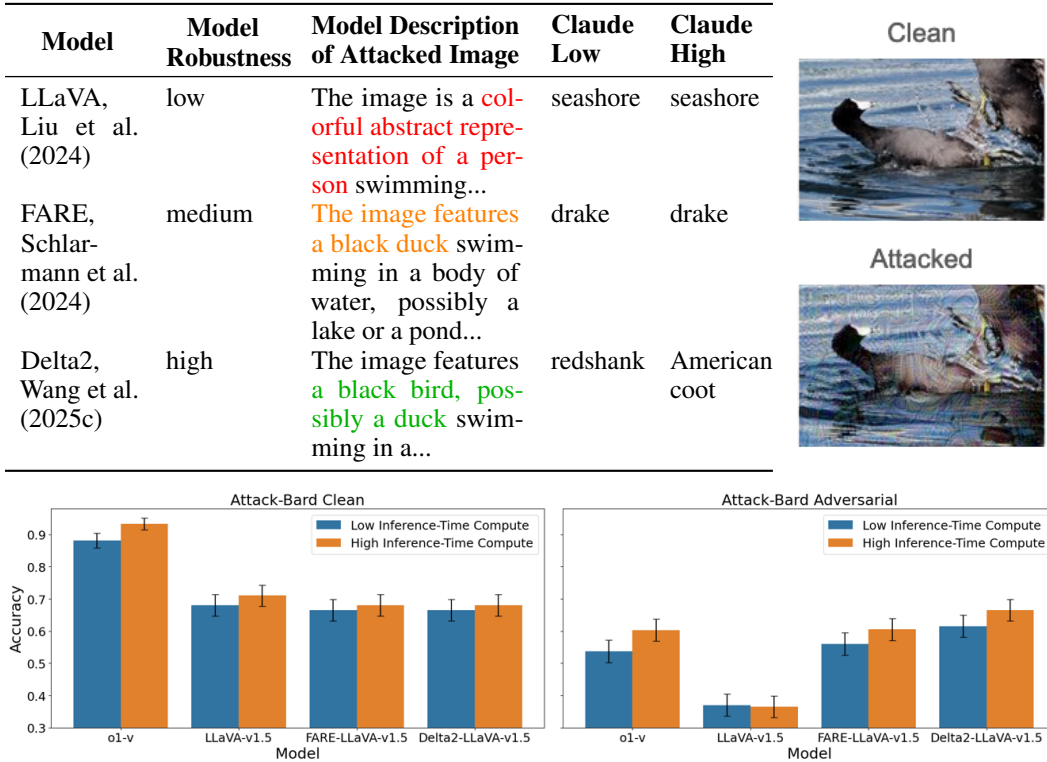 Model
Model
Robustness
Model Description
of Attacked Image
Claude
Low
Claude
High
LLaVA,
Liu et al.
(2024)
low
The image is a col-
orful abstract repre-
sentation of a per-
son swimming...
seashore
seashore
FARE,
Schlar-
mann et al.
(2024)
medium
The image features
a black duck swim-
ming in a body of
water, possibly a
lake or a pond...
drake
drake
Delta2,
Wang et al.
(2025c)
high
The image features
a black bird, pos-
sibly a duck swim-
ming in a...
redshank
American
coot
Clean
Attacked
Attack-Bard Clean
Low Inference-Time Compute
High Inference-Time Compute
Accuracy
0.9
0.8
0.7
0.6
0.5
0.4
0.3
o1-v
LLaVA-v1.5
FARE-LLaVA-v1.5
Delta2-LLaVA-v1.5
Model
Attack-Bard Adversarial
Low Inference-Time Compute
High Inference-Time Compute
o1-v
LLaVA-v1.5
FARE-LLaVA-v1.5
Delta2-LLaVA-v1.5
Model